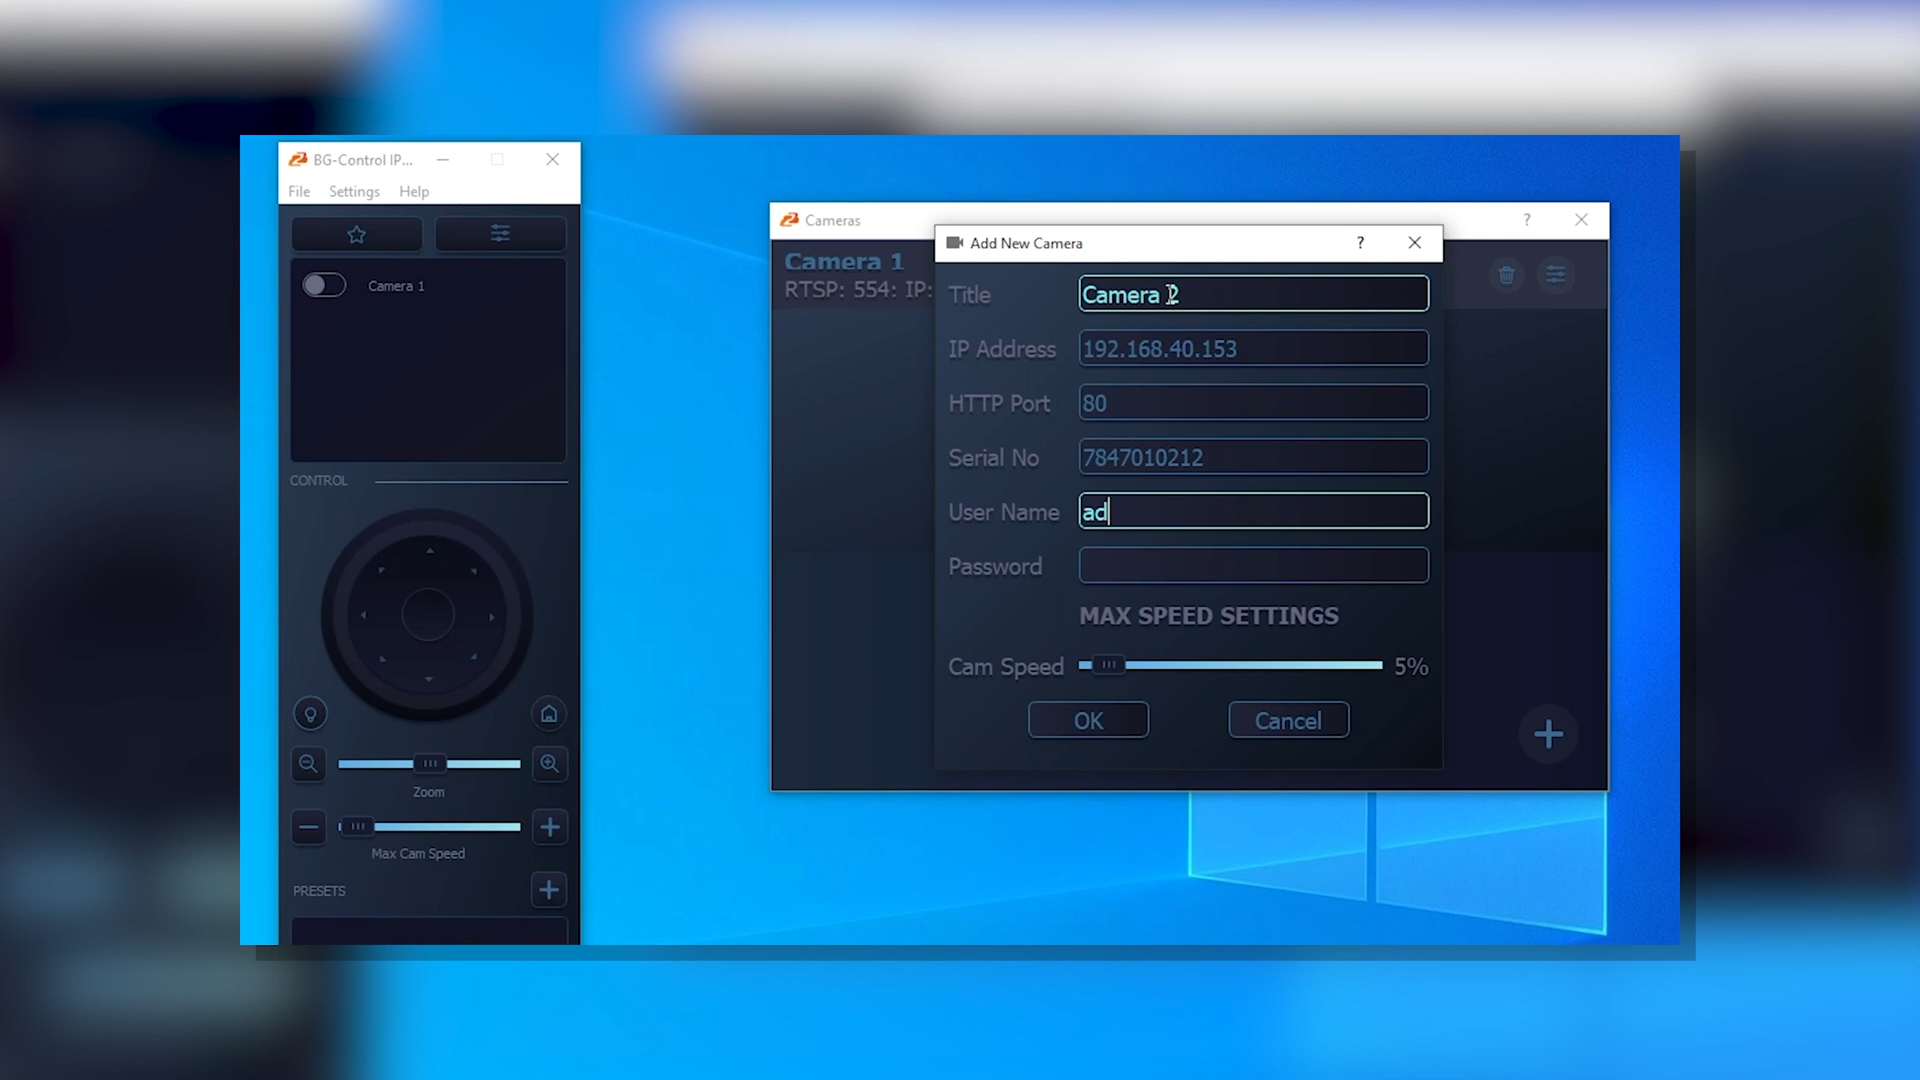 BG-Control IP...
File Settings Help
Camera 1
CONTROL
Zoom
Max Cam Speed
PRESETS
Cameras
?
Camera 1
RTSP: 554: IP:
Add New Camera
?
Title Camera 2
IP Address 192.168.40.153
HTTP Port 80
Serial No 7847010212
User Name ad
Password
MAX SPEED SETTINGS
Cam Speed 5%
OK Cancel